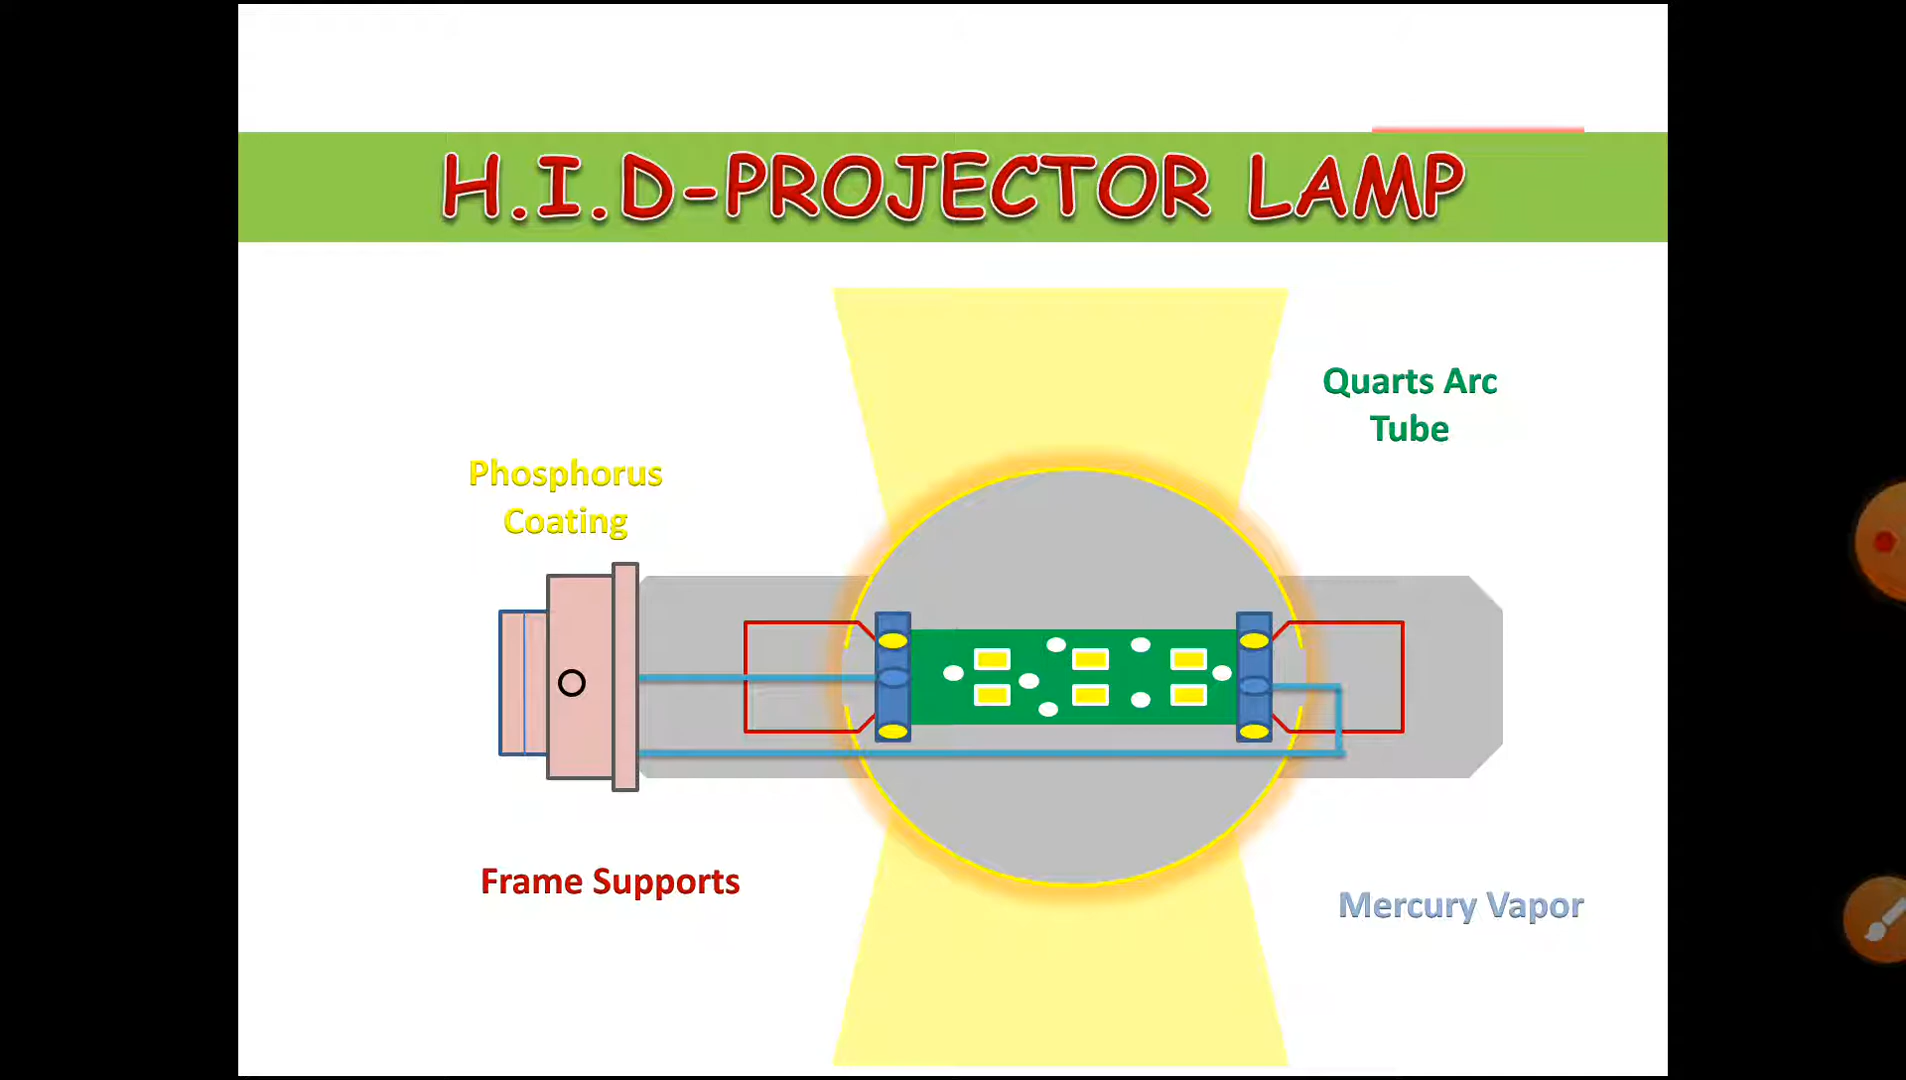 H.I.D-PROJECTOR LAMP
Quarts Arc
Tube
Phosphorus
Coating
Frame Supports
Mercury Vapor